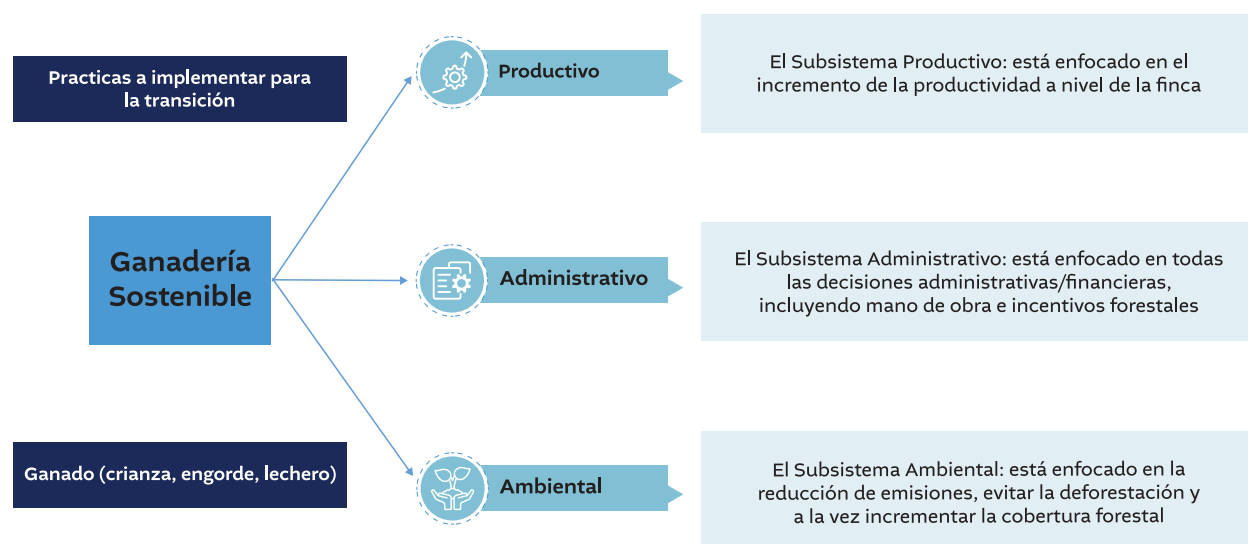 Practicas a implementar para
la transición
Ganadería
Sostenible
Ganado (crianza, engorde, lechero)
Productivo
El Subsistema Productivo: está enfocado en el
incremento de la productividad a nivel de la finca
Administrativo
El Subsistema Administrativo: está enfocado en todas
las decisiones administrativas/financieras,
incluyendo mano de obra e incentivos forestales
Ambiental
El Subsistema Ambiental: está enfocado en la
reducción de emisiones, evitar la deforestación y
a la vez incrementar la cobertura forestal